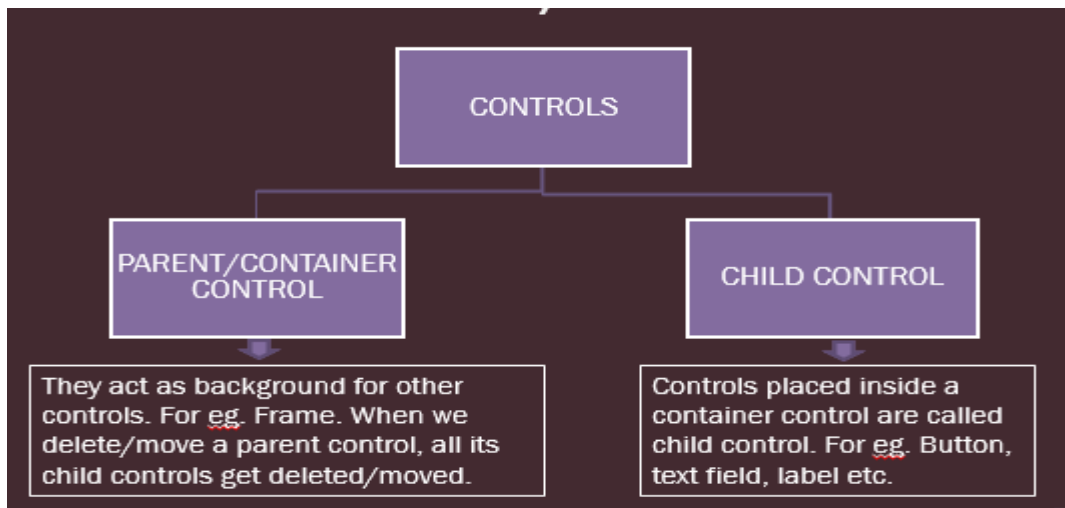 CONTROLS
PARENT/CONTAINER
CONTROL
CHILD CONTROL
They act as background for other
controls. For eg. Frame. When we
delete/move a parent control, all its
child controls get deleted/moved.
Controls placed inside a
container control are called
child control. For eg. Button,
text field, label etc.